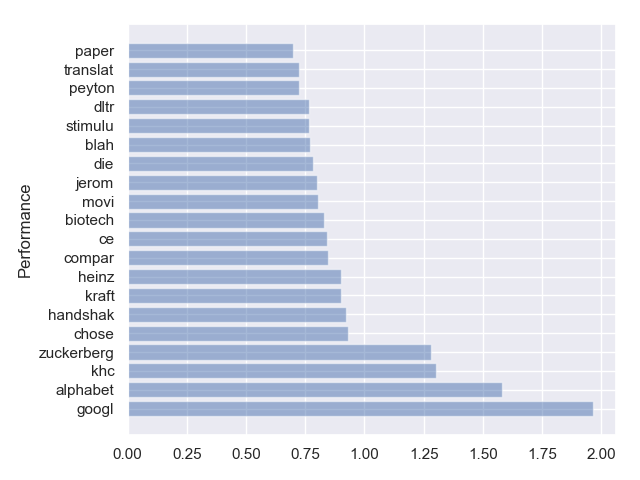 paper
translat
peyton
dltr
stimulu
blah
die
jerom
movi
biotech
ce
compar
heinz
kraft
handshak
chose
zuckerberg
khc
alphabet
googl
Performance
0.00 0.25 0.50 0.75 1.00 1.25 1.50 1.75 2.00